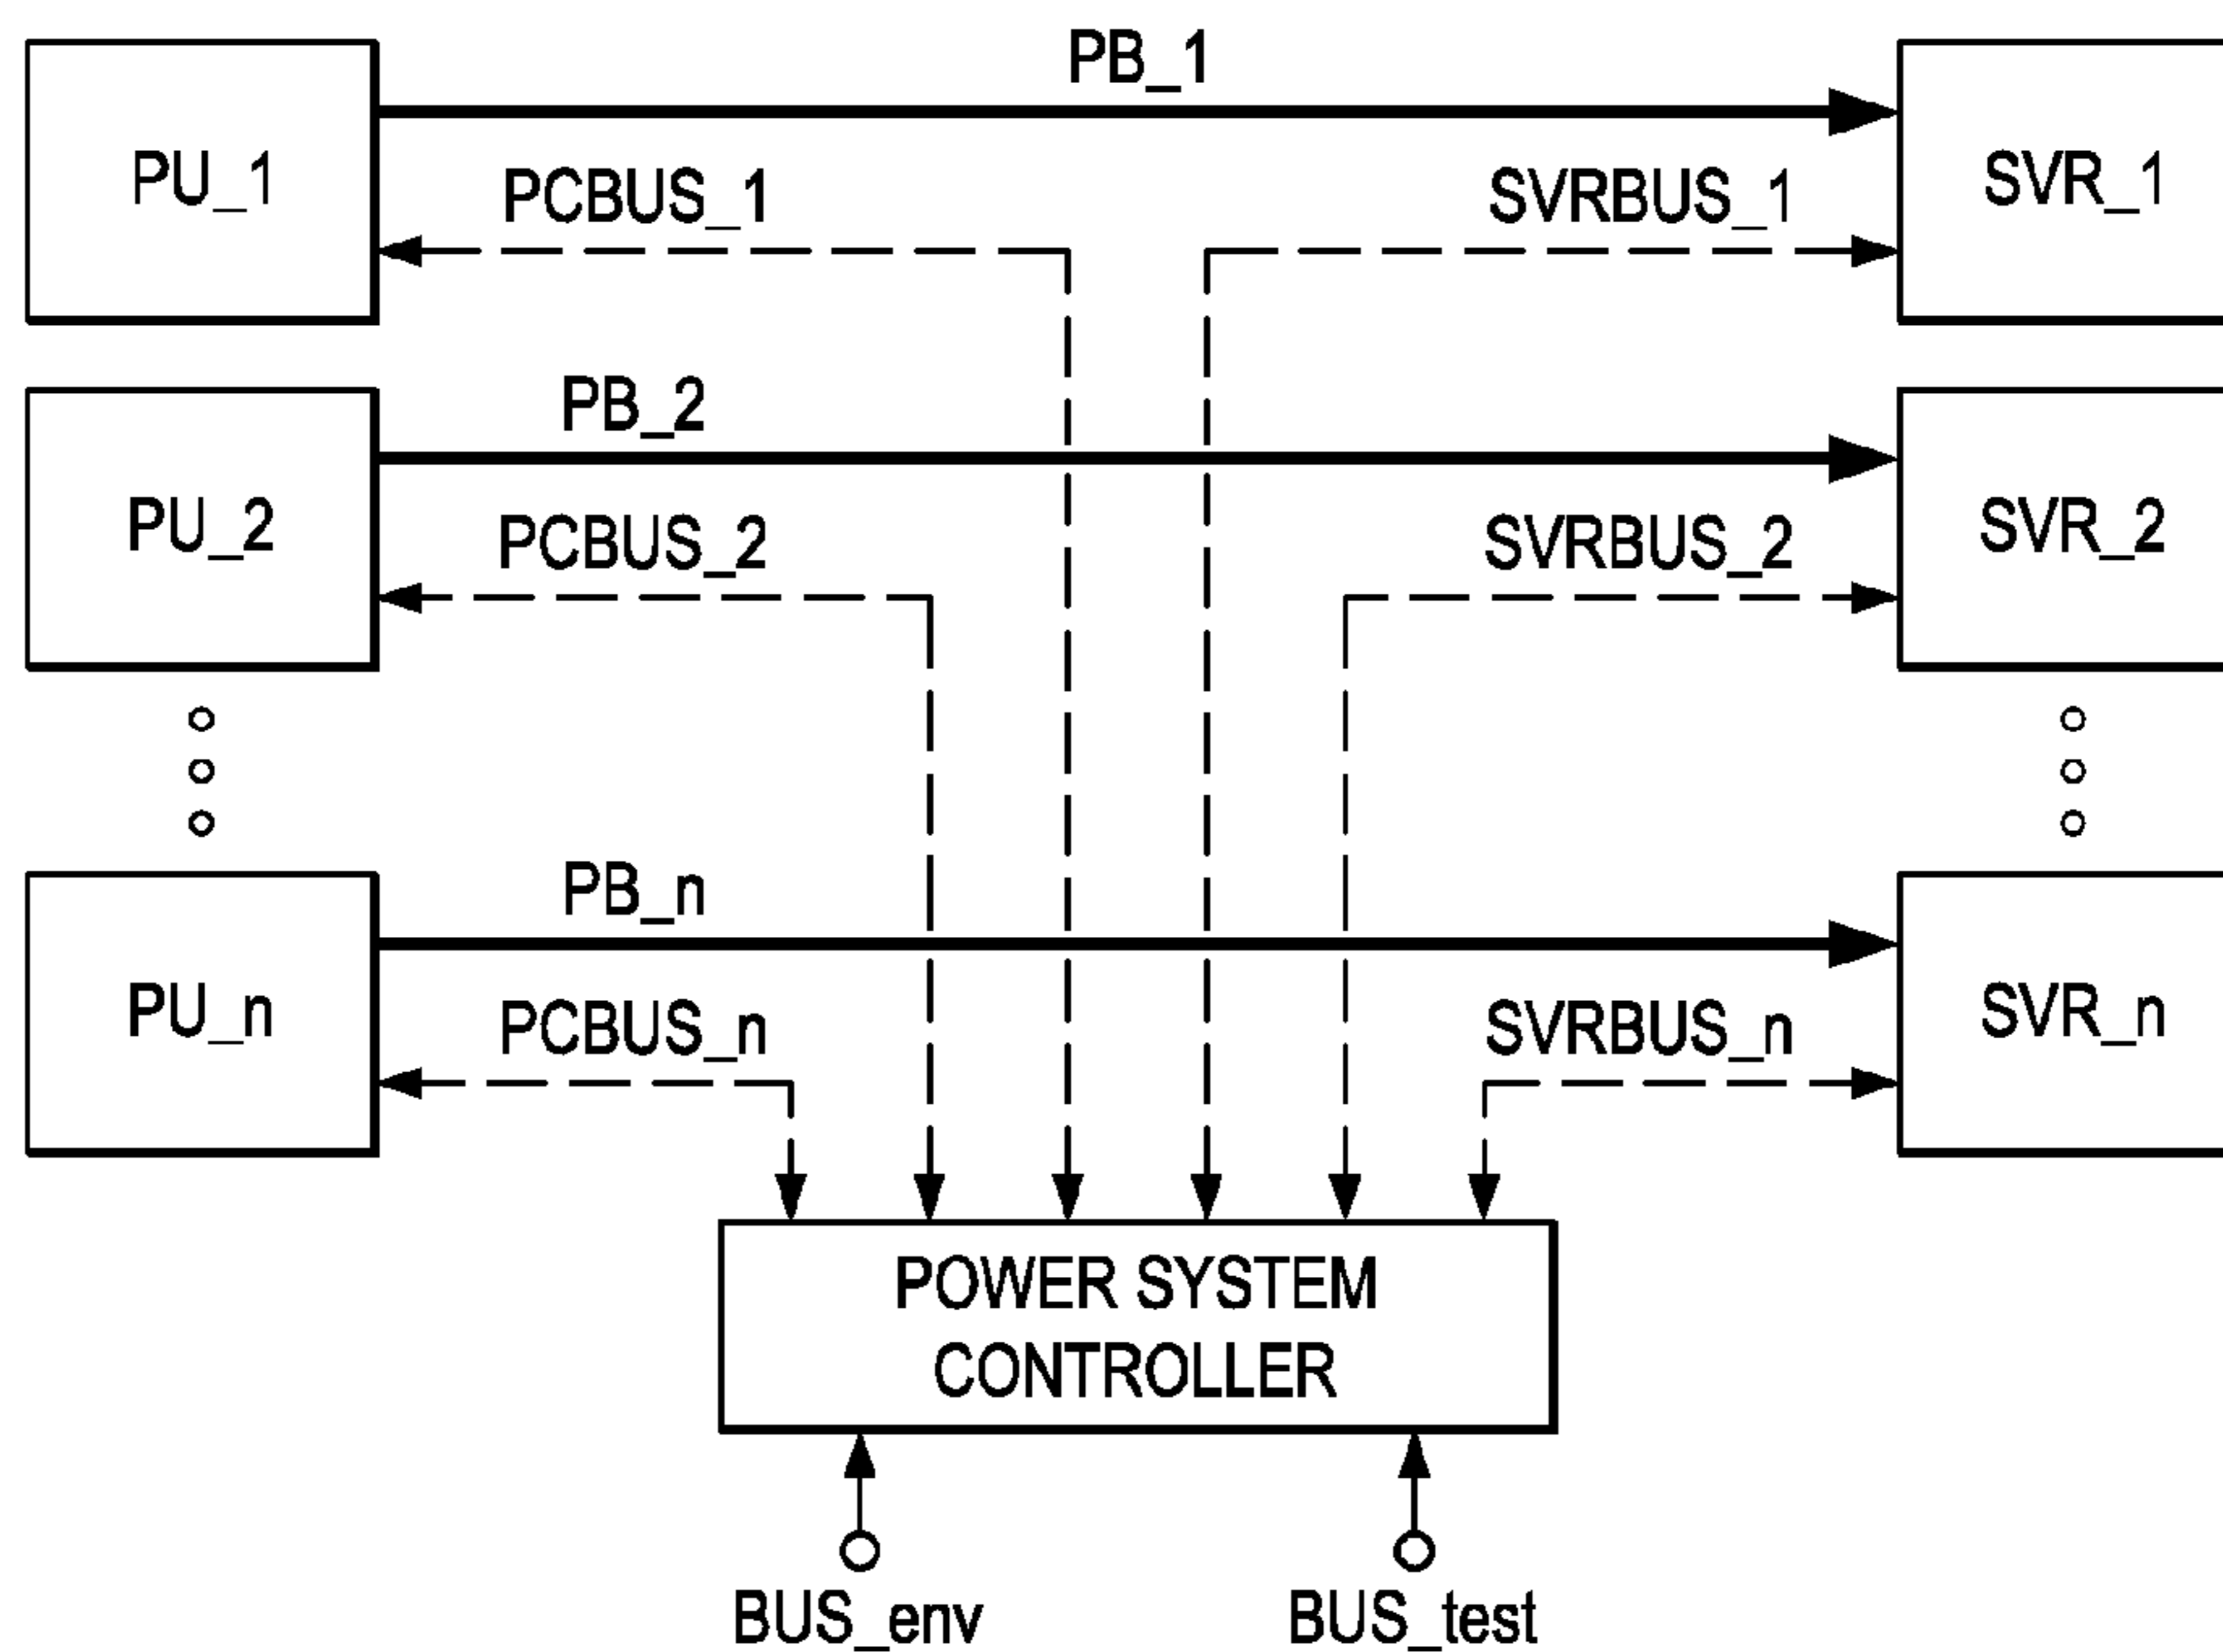 PB_1
PU_1
PCBUS_1
SVRBUS_1
SVR_1
PB_2
PU_2
PCBUS_2
SVRBUS_2
SVR_2
PB_n
PU_n
PCBUS_n
SVRBUS_n
SVR_n
POWER SYSTEM
CONTROLLER
BUS_env
BUS_test